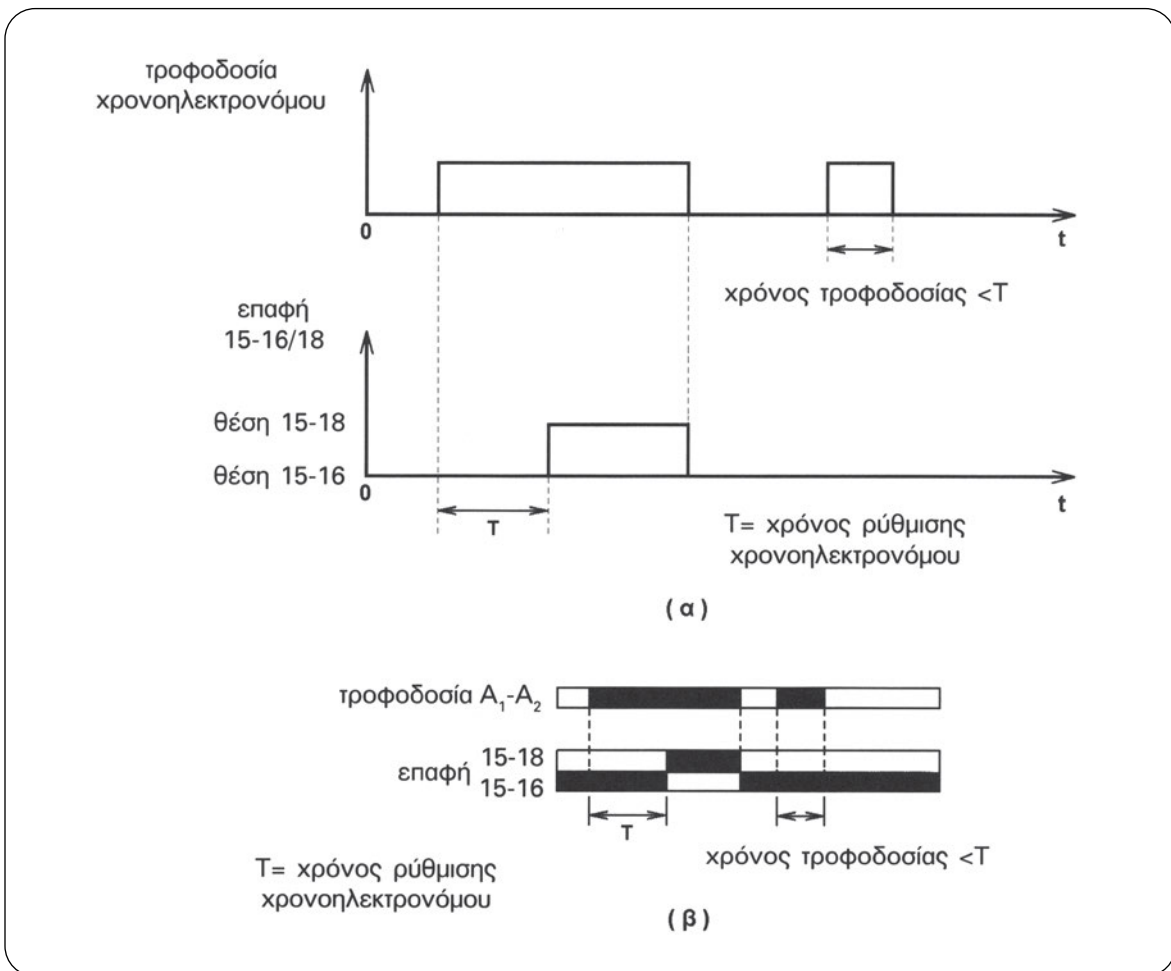 τροφοδοσία
χρονοηλεκτρονόμου
0
t
χρόνος τροφοδοσίας <T
επαφή
15-16/18
θέση 15-18
θέση 15-16
0
t
T
T= χρόνος ρύθμισης
χρονοηλεκτρονόμου
(α)
τροφοδοσία A₁-A₂
15-18
επαφή
15-16
T
χρόνος τροφοδοσίας <T
T= χρόνος ρύθμισης
χρονοηλεκτρονόμου
(β)